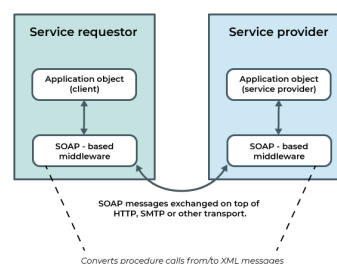 Service requestor
Application object
(client)
SOAP - based
middleware
Service provider
Application object
(service provider)
SOAP - based
middleware
SOAP messages exchanged on top of
HTTP, SMTP or other transport.
Converts procedure calls from/to XML messages